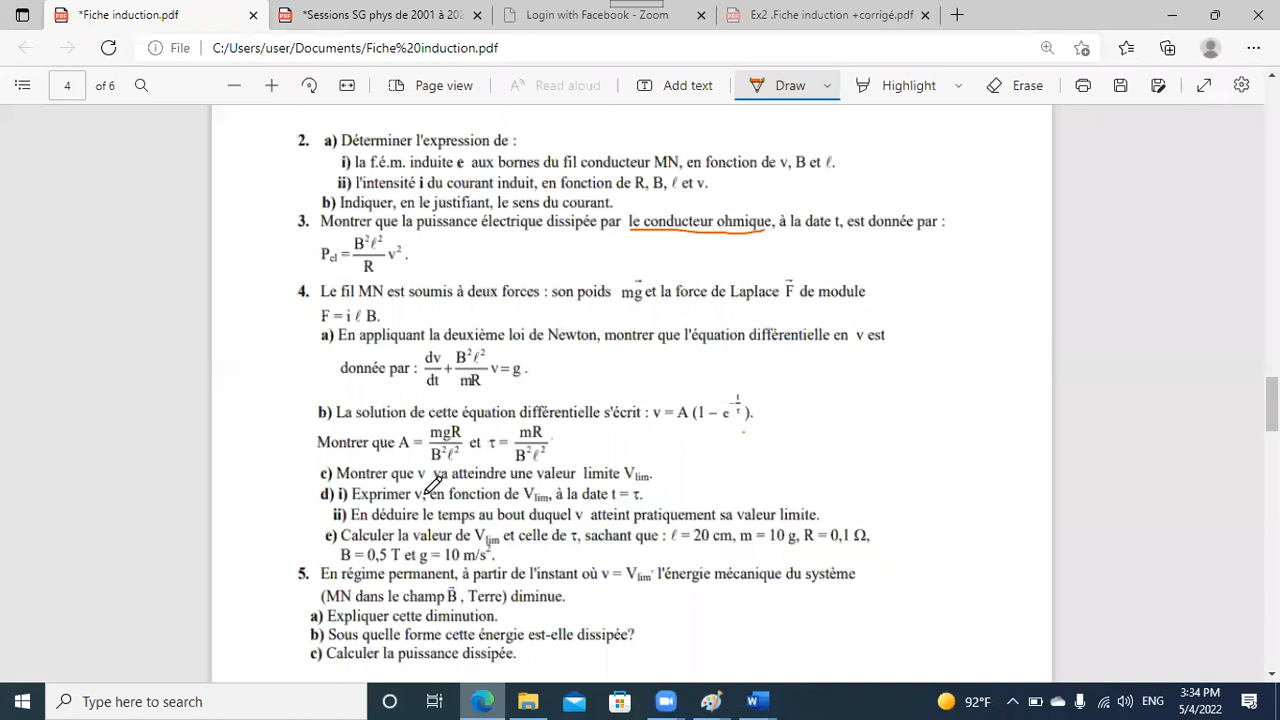 *Fiche induction.pdf
*Sessions SG phys de 2001 à 20
Login with Facebook - Zoom
Ex2 .Fiche induction +corrigé.pdf
File C:/Users/user/Documents/Fiche%20induction.pdf
4 of 6 Page view Read aloud Add text Draw Highlight Erase
2. a) Déterminer l'expression de :
i) la f.é.m. induite e aux bornes du fil conducteur MN, en fonction de v, B et ℓ.
ii) l'intensité i du courant induit, en fonction de R, B, ℓ et v.
b) Indiquer, en le justifiant, le sens du courant.
3. Montrer que la puissance électrique dissipée par le conducteur ohmique, à la date t, est donnée par :
P_él = B²ℓ²/R v² .
4. Le fil MN est soumis à deux forces : son poids mg⃗ et la force de Laplace F⃗ de module
F = i ℓ B.
a) En appliquant la deuxième loi de Newton, montrer que l'équation différentielle en v est
donnée par : dv/dt + B²ℓ²/mR v = g .
b) La solution de cette équation différentielle s'écrit : v = A (1 – e^(-t/τ)).
Montrer que A = mgR/B²ℓ² et τ = mR/B²ℓ²
c) Montrer que v va atteindre une valeur limite V_lim.
d) i) Exprimer v, en fonction de V_lim, à la date t = τ.
ii) En déduire le temps au bout duquel v atteint pratiquement sa valeur limite.
e) Calculer la valeur de V_lim et celle de τ, sachant que : ℓ = 20 cm, m = 10 g, R = 0,1 Ω,
B = 0,5 T et g = 10 m/s².
5. En régime permanent, à partir de l'instant où v = V_lim, l'énergie mécanique du système
(MN dans le champ B⃗ , Terre) diminue.
a) Expliquer cette diminution.
b) Sous quelle forme cette énergie est-elle dissipée?
c) Calculer la puissance dissipée.
Type here to search
92°F
ENG
3:34 PM
5/4/2022